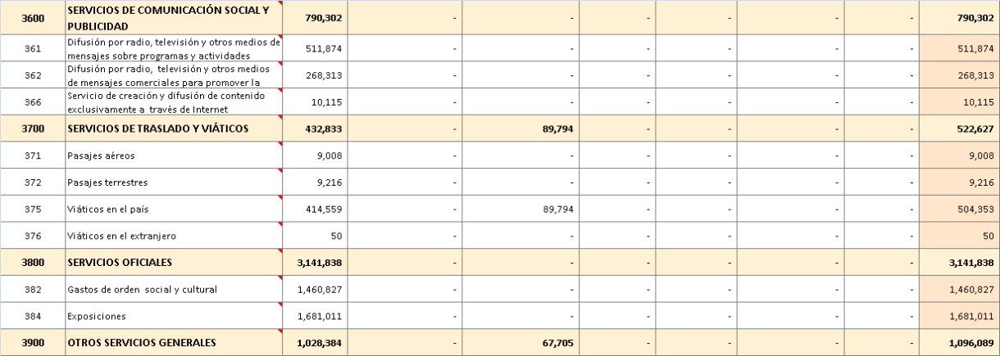 3600 SERVICIOS DE COMUNICACIÓN SOCIAL Y PUBLICIDAD 790,302 - - - - - - 790,302
361 Difusión por radio, televisión y otros medios de mensajes sobre programas y actividades 511,874 - - - - - - 511,874
362 Difusión por radio, televisión y otros medios de mensajes comerciales para promover la 268,313 - - - - - - 268,313
366 Servicio de creación y difusión de contenido exclusivamente a través de Internet 10,115 - - - - - - 10,115
3700 SERVICIOS DE TRASLADO Y VIÁTICOS 432,833 - 89,794 - - - - 522,627
371 Pasajes aéreos 9,008 - - - - - - 9,008
372 Pasajes terrestres 9,216 - - - - - - 9,216
375 Viáticos en el país 414,559 - 89,794 - - - - 504,353
376 Viáticos en el extranjero 50 - - - - - - 50
3800 SERVICIOS OFICIALES 3,141,838 - - - - - - 3,141,838
382 Gastos de orden social y cultural 1,460,827 - - - - - - 1,460,827
384 Exposiciones 1,681,011 - - - - - - 1,681,011
3900 OTROS SERVICIOS GENERALES 1,028,384 - 67,705 - - - - 1,096,089